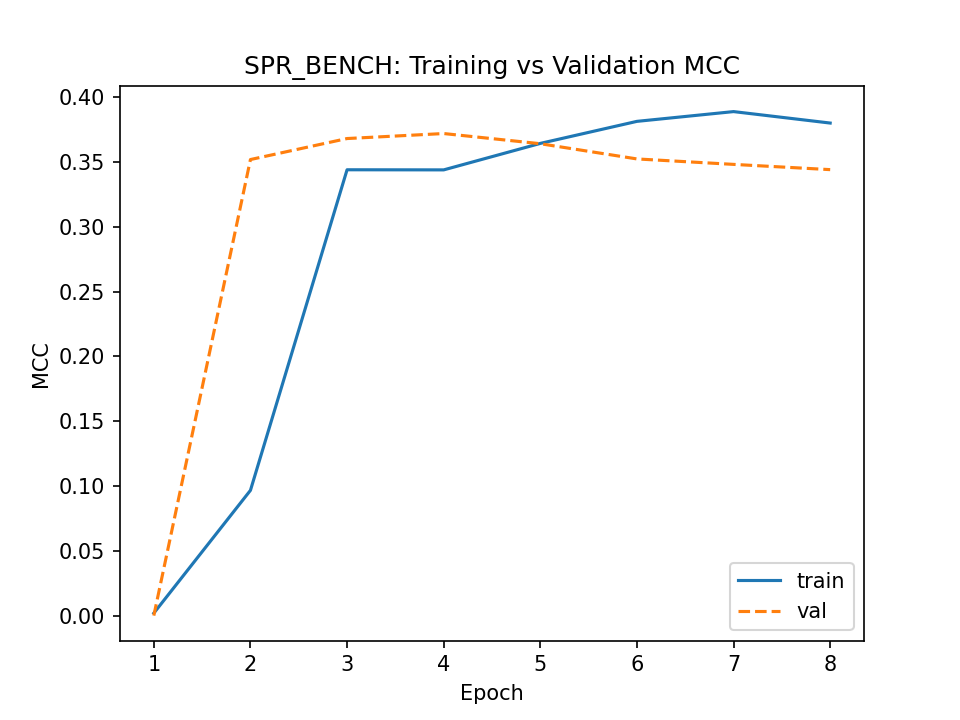 SPR_BENCH: Training vs Validation MCC
0.40
0.35
0.30
0.25
0.20
0.15
0.10
0.05
0.00
MCC
1 2 3 4 5 6 7 8
Epoch
train
val